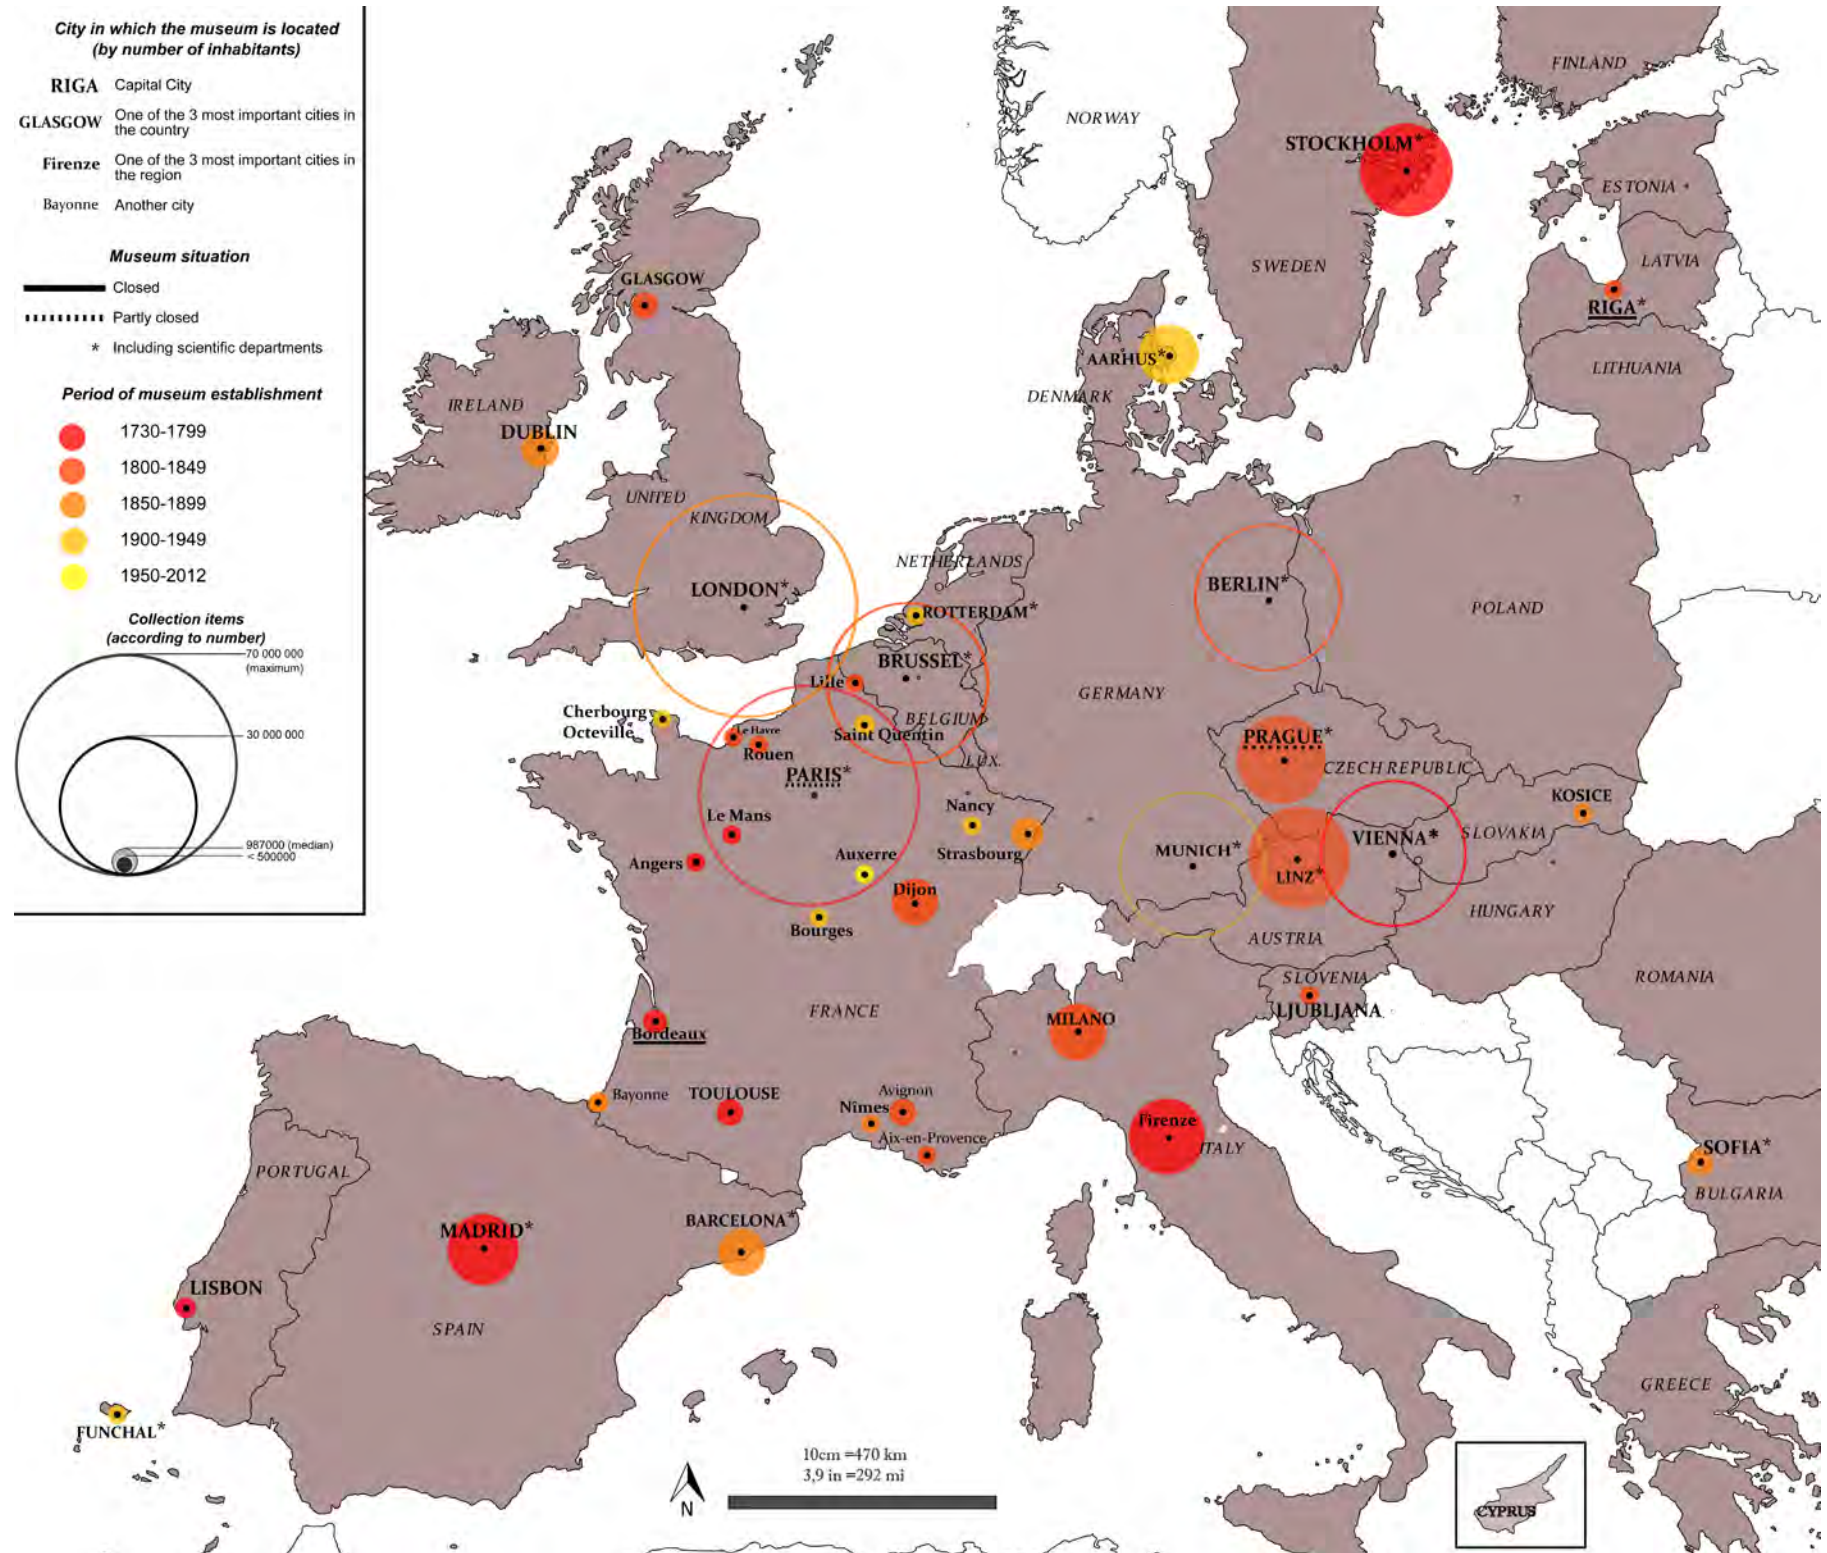 City in which the museum is located
(by number of inhabitants)
RIGA Capital City
GLASGOW One of the 3 most important cities in
the country
Firenze One of the 3 most important cities in
the region
Bayonne Another city
Museum situation
Closed
Partly closed
* Including scientific departments
Period of museum establishment
1730-1799
1800-1849
1850-1899
1900-1949
1950-2012
Collection items
(according to number)
70 000 000
(maximum)
30 000 000
987000 (median)
< 500000
FINLAND
NORWAY
STOCKHOLM*
ESTONIA
SWEDEN
LATVIA
GLASGOW
RIGA*
AARHUS*
LITHUANIA
DENMARK
IRELAND
DUBLIN
UNITED
KINGDOM
NETHERLANDS
LONDON*
BERLIN*
ROTTERDAM*
POLAND
BRUSSEL*
Lille
GERMANY
Cherbourg
Octeville
BELGIUM
Le Havre
Saint Quentin
Rouen
PRAGUE*
LUX.
CZECH REPUBLIC
PARIS*
Nancy
KOSICE
Le Mans
SLOVAKIA
VIENNA*
MUNICH*
Auxerre
Strasbourg
Angers
LINZ*
Dijon
HUNGARY
Bourges
AUSTRIA
SLOVENIA
ROMANIA
FRANCE
LJUBLJANA
MILANO
Bordeaux
Bayonne
TOULOUSE
Avignon
Nîmes
Firenze
Aix-en-Provence
ITALY
SOFIA*
PORTUGAL
BULGARIA
MADRID*
BARCELONA*
LISBON
SPAIN
GREECE
FUNCHAL*
10cm =470 km
3,9 in =292 mi
N
CYPRUS